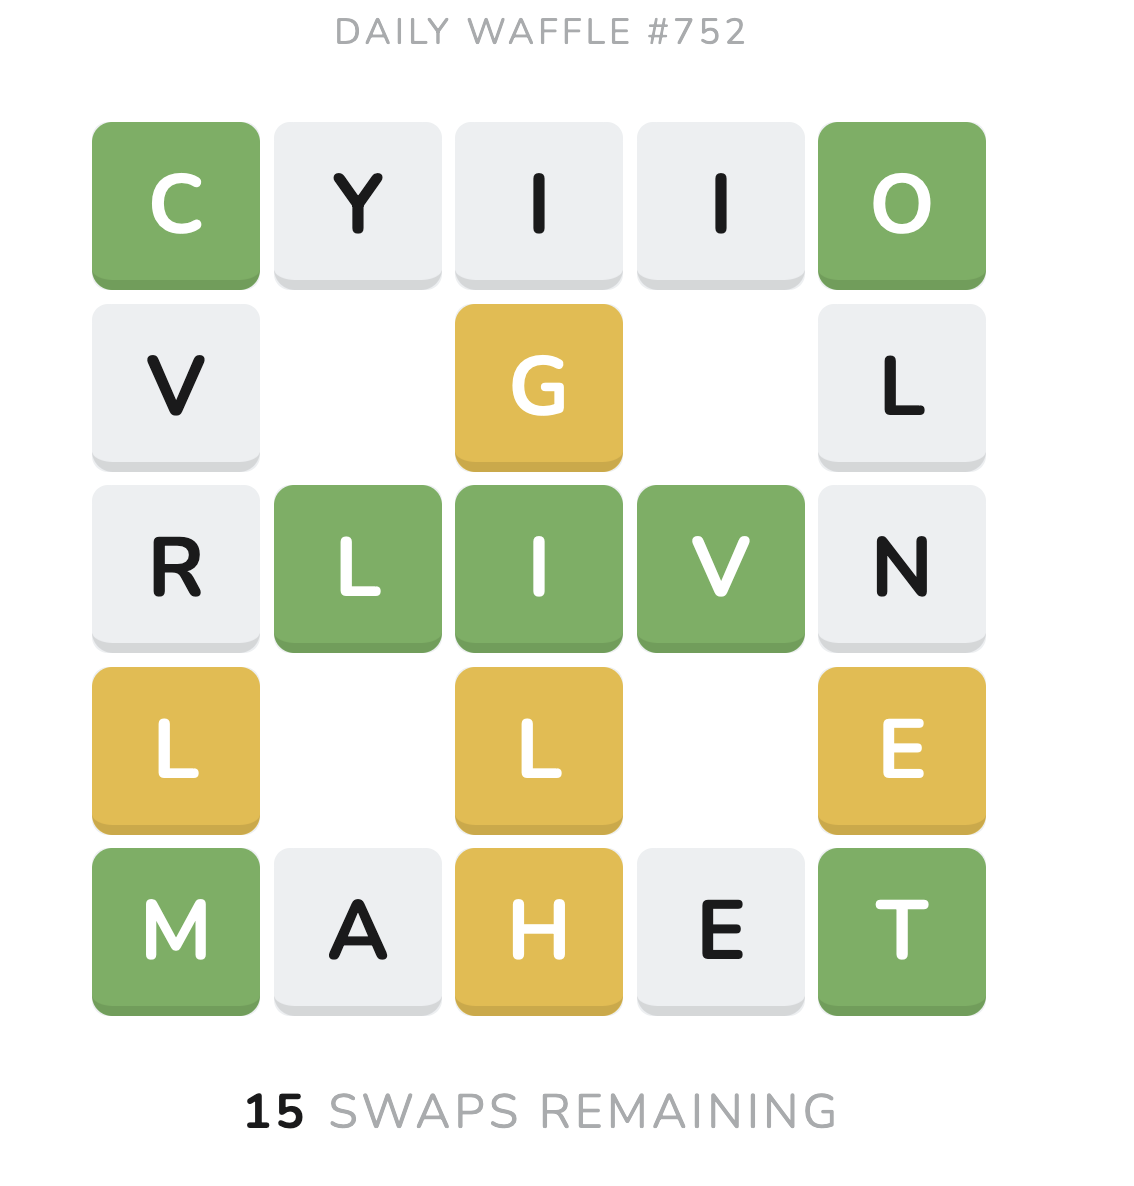 DAILY WAFFLE #752
C Y I I O
V G L
R L I V N
L L E
M A H E T
15 SWAPS REMAINING